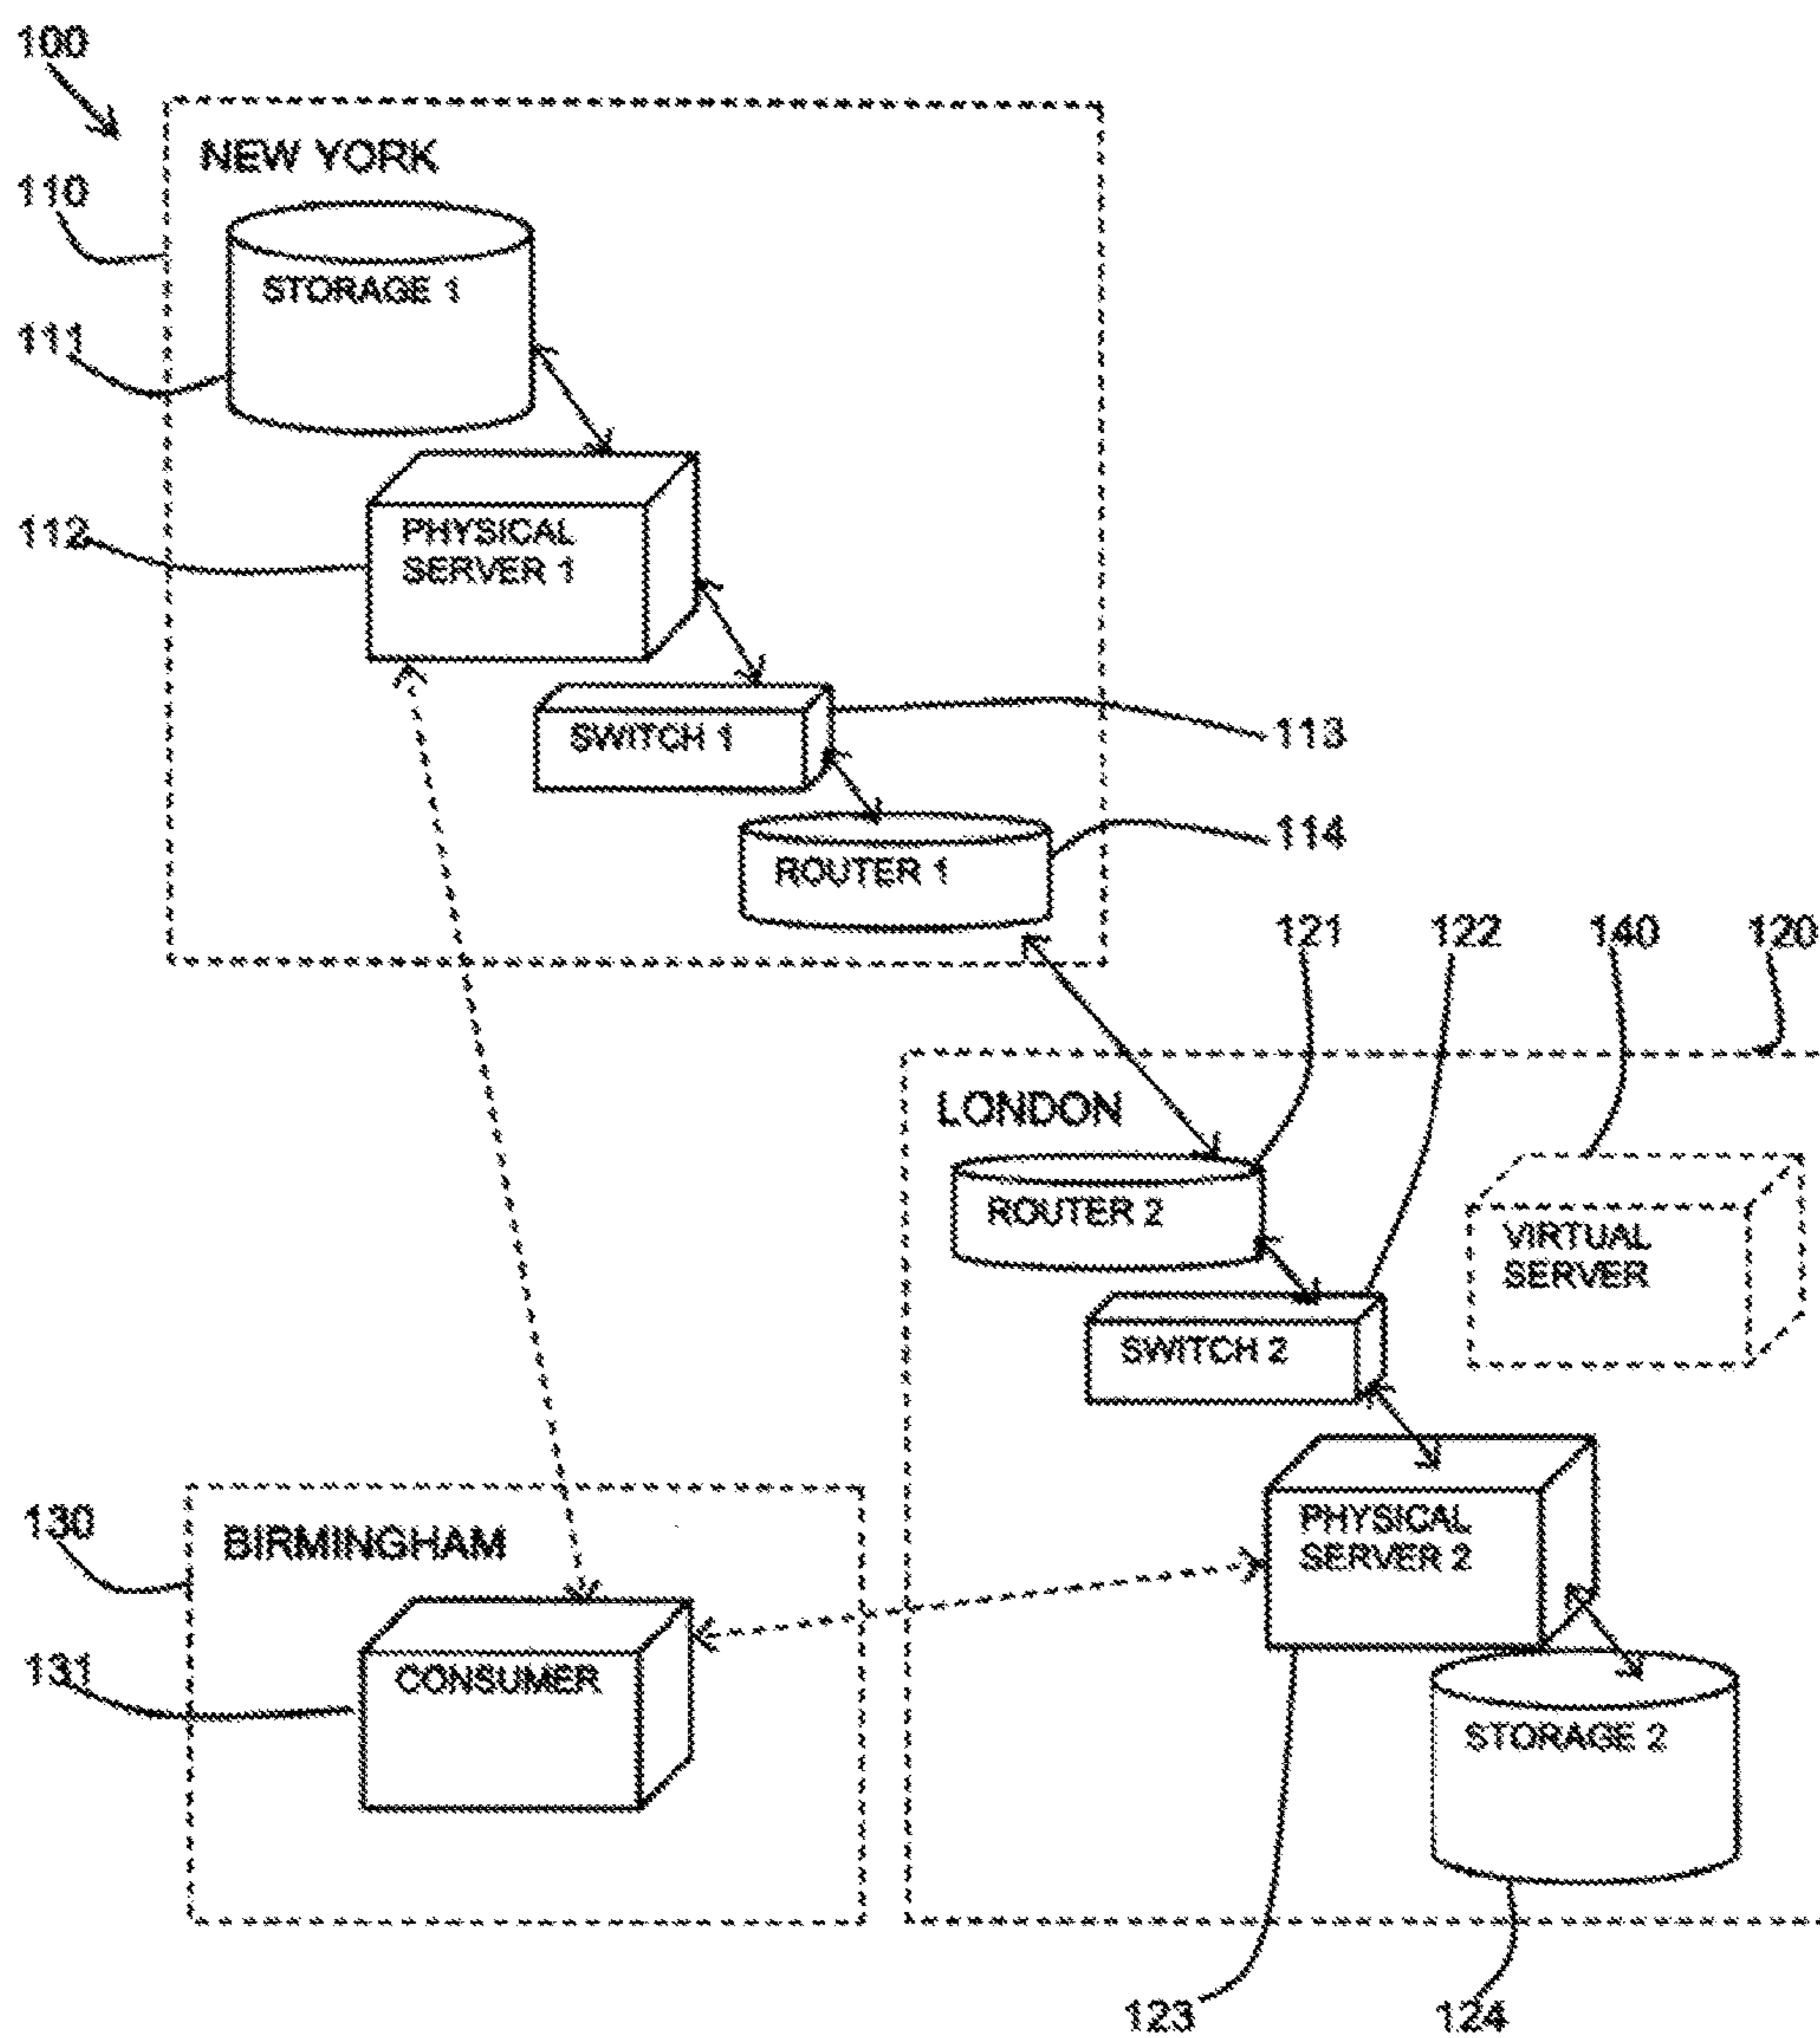 100
NEW YORK
110
STORAGE 1
111
112
PHYSICAL
SERVER 1
SWITCH 1
113
114
ROUTER 1
121
122
140
120
LONDON
ROUTER 2
VIRTUAL
SERVER
SWITCH 2
130
BIRMINGHAM
PHYSICAL
SERVER 2
131
CONSUMER
STORAGE 2
123
124